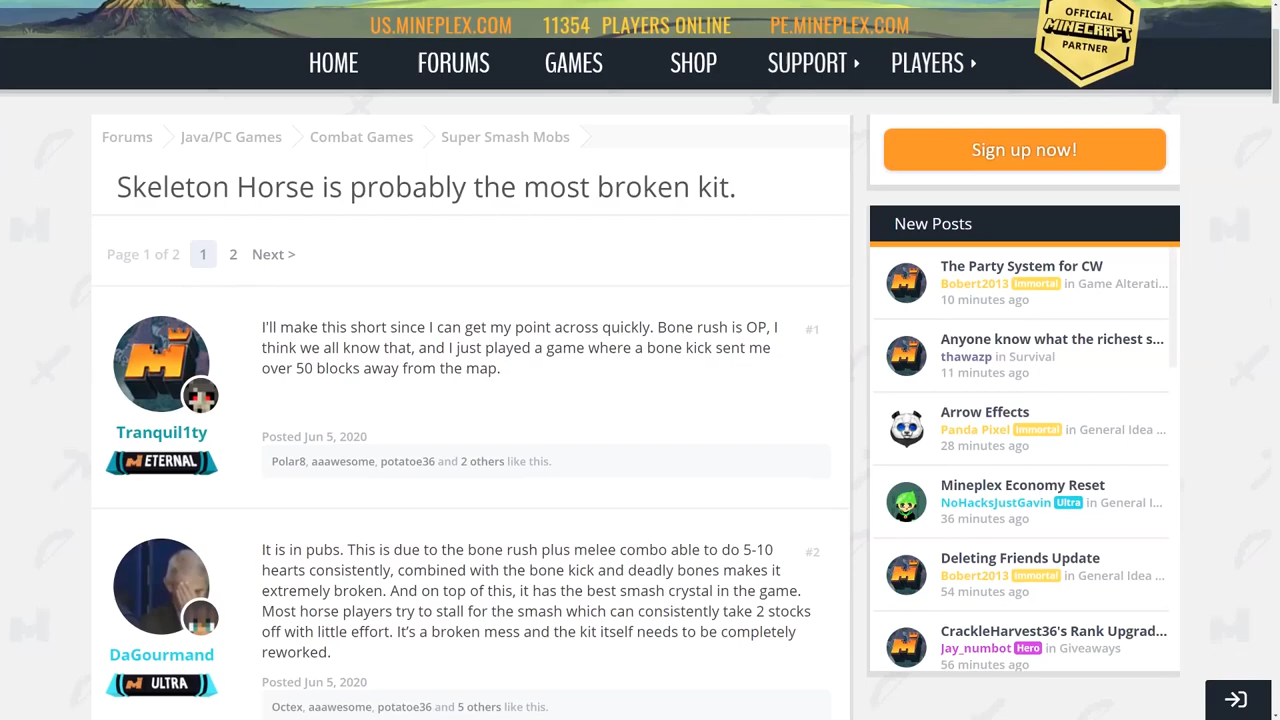 US.MINEPLEX.COM 11354 PLAYERS ONLINE PE.MINEPLEX.COM
OFFICIAL
MINECRAFT
PARTNER
HOME FORUMS GAMES SHOP SUPPORT PLAYERS
Forums Java/PC Games Combat Games Super Smash Mobs
Skeleton Horse is probably the most broken kit.
Page 1 of 2 1 2 Next >
I'll make this short since I can get my point across quickly. Bone rush is OP, I
think we all know that, and I just played a game where a bone kick sent me
over 50 blocks away from the map.
#1
Tranquil1ty
ETERNAL
Posted Jun 5, 2020
Polar8, aaawesome, potatoe36 and 2 others like this.
It is in pubs. This is due to the bone rush plus melee combo able to do 5-10
hearts consistently, combined with the bone kick and deadly bones makes it
extremely broken. And on top of this, it has the best smash crystal in the game.
Most horse players try to stall for the smash which can consistently take 2 stocks
off with little effort. It's a broken mess and the kit itself needs to be completely
reworked.
#2
DaGourmand
ULTRA
Posted Jun 5, 2020
Octex, aaawesome, potatoe36 and 5 others like this.
Sign up now!
New Posts
The Party System for CW
Bobert2013 Immortal in Game Alterati...
10 minutes ago
Anyone know what the richest s...
thawazp in Survival
11 minutes ago
Arrow Effects
Panda Pixel Immortal in General Idea ...
28 minutes ago
Mineplex Economy Reset
NoHacksJustGavin Ultra in General I...
36 minutes ago
Deleting Friends Update
Bobert2013 Immortal in General Idea ...
54 minutes ago
CrackleHarvest36's Rank Upgrad...
Jay_numbot Hero in Giveaways
56 minutes ago